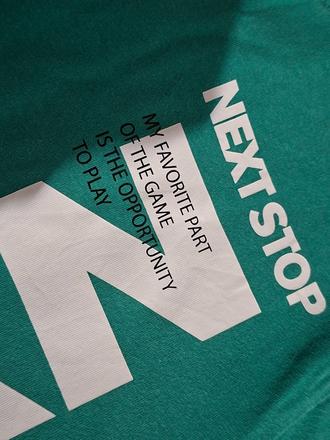 NEXT STOP
MY FAVORITE PART
OF THE GAME
IS THE OPPORTUNITY
TO PLAY
N